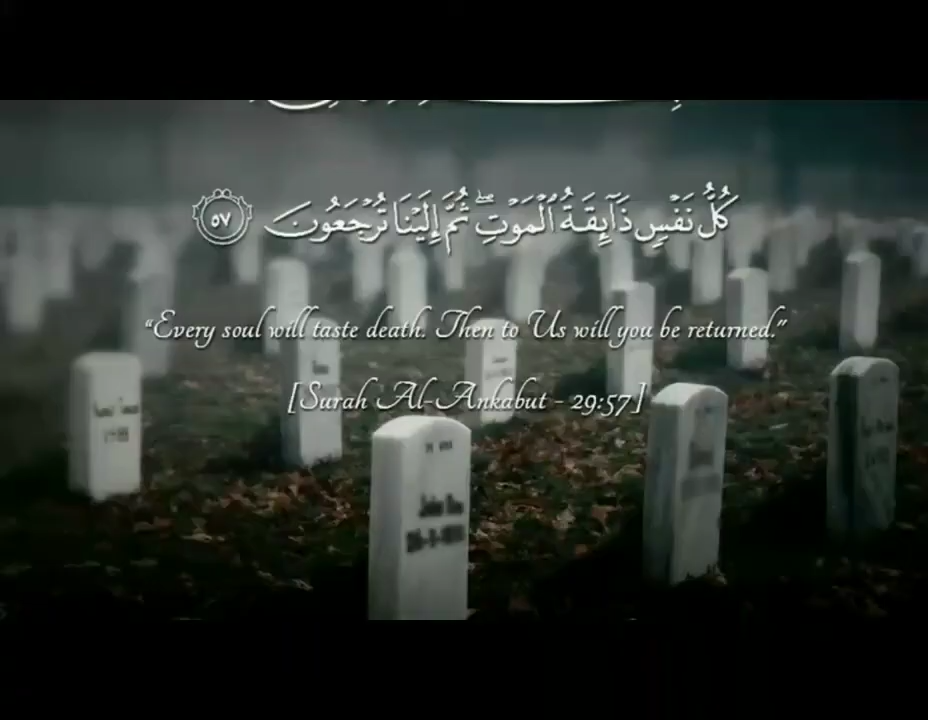 كُلُّ نَفْسٍ ذَآئِقَةُ ٱلْمَوْتِ ۖ ثُمَّ إِلَيْنَا تُرْجَعُونَ ٥٧
“Every soul will taste death. Then to Us will you be returned.”
[Surah Al-Ankabut - 29:57]